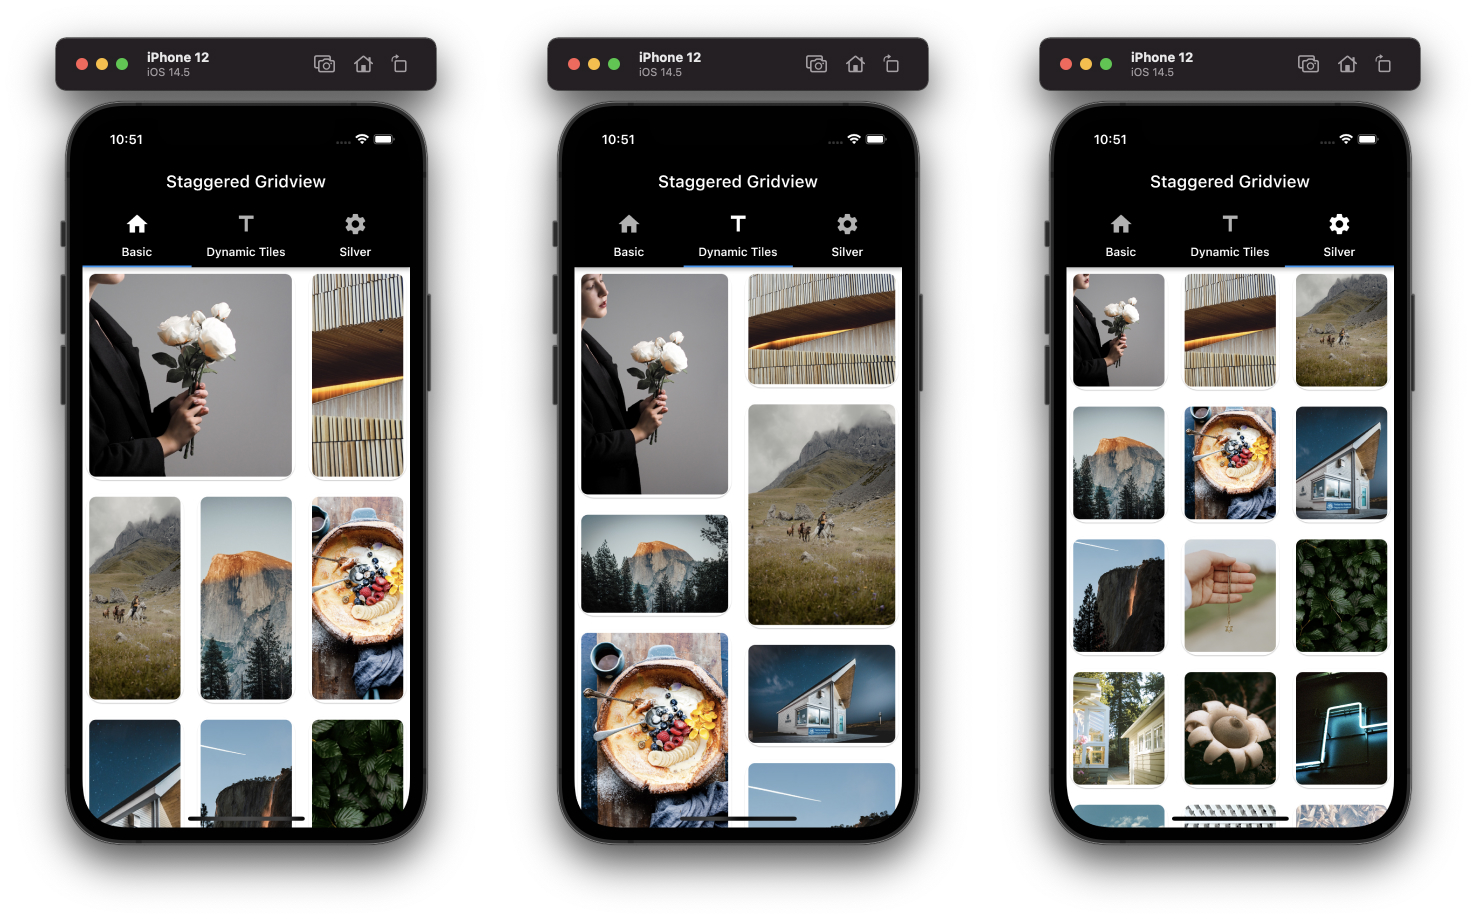 iPhone 12
iOS 14.5
10:51
Staggered Gridview
Basic
Dynamic Tiles
Silver
iPhone 12
iOS 14.5
10:51
Staggered Gridview
Basic
Dynamic Tiles
Silver
iPhone 12
iOS 14.5
10:51
Staggered Gridview
Basic
Dynamic Tiles
Silver